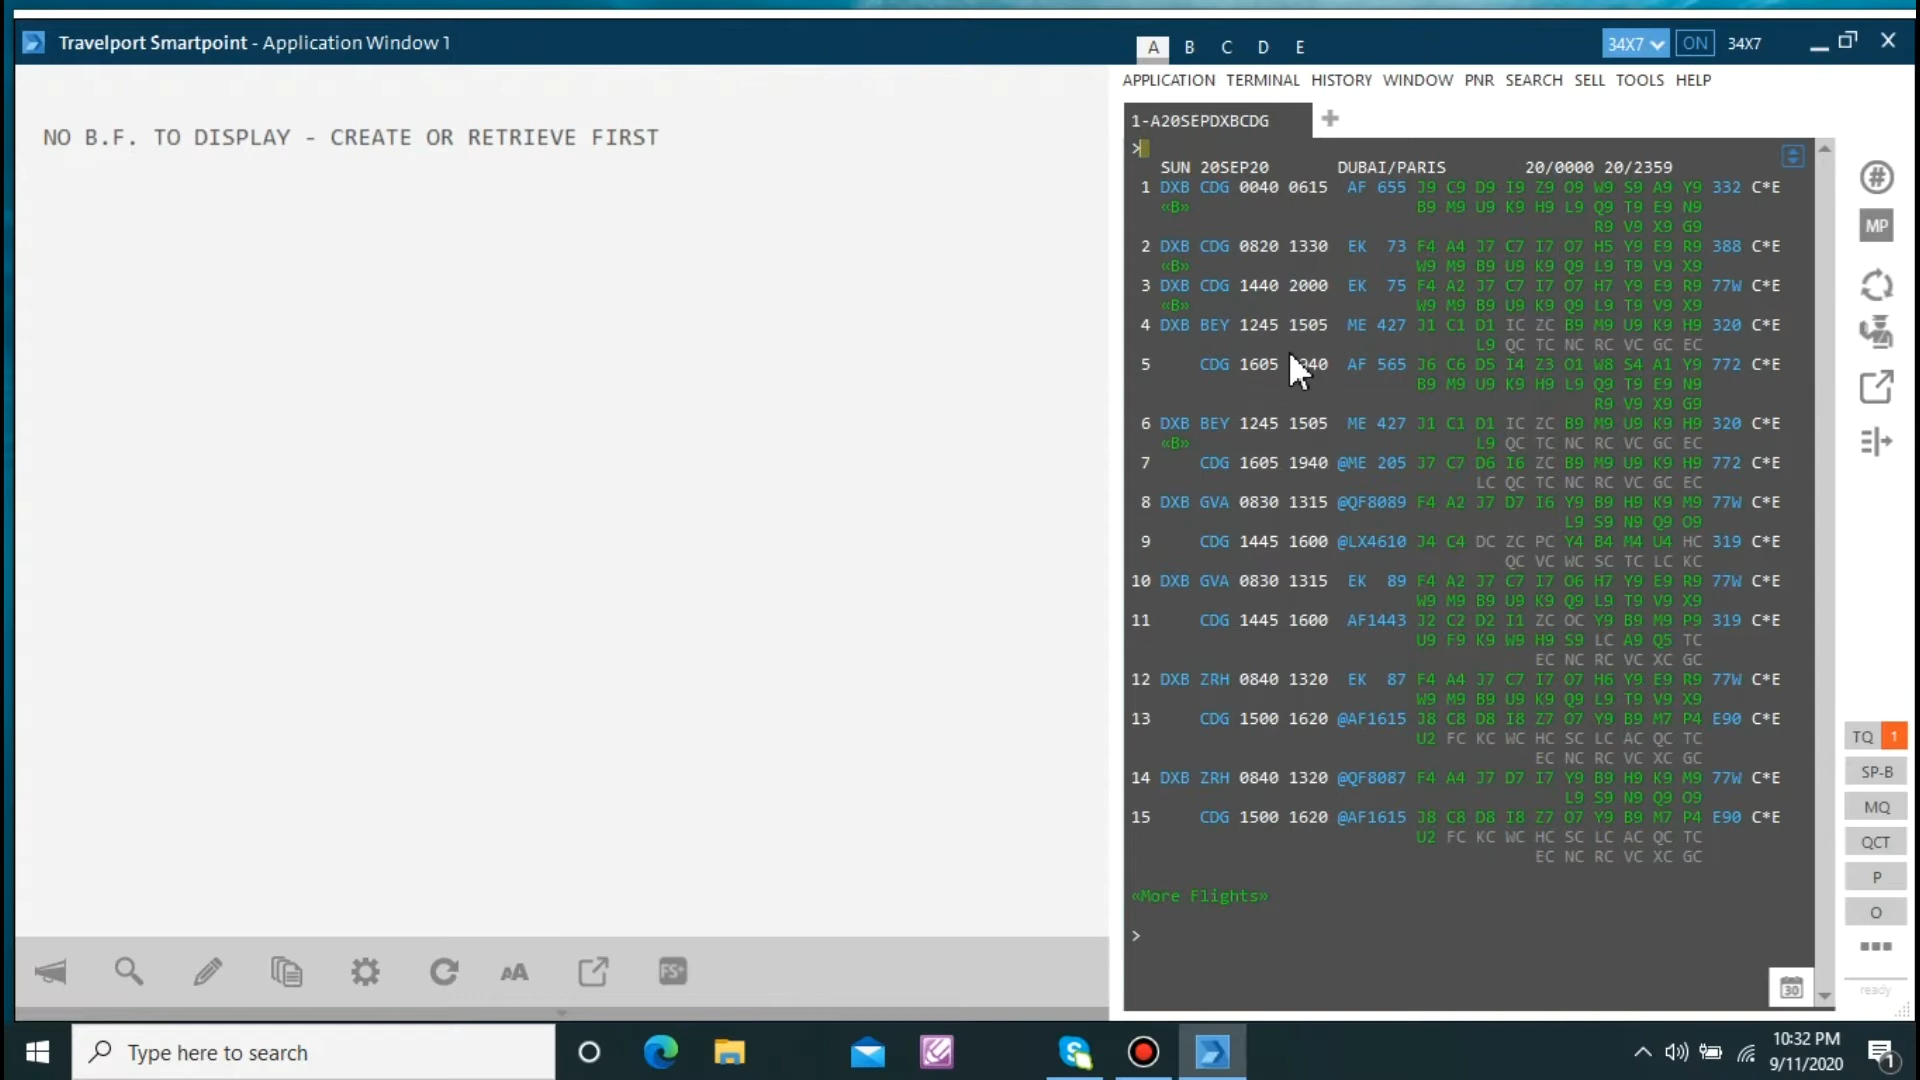 Travelport Smartpoint - Application Window 1
A B C D E
34X7 ON 34X7
APPLICATION TERMINAL HISTORY WINDOW PNR SEARCH SELL TOOLS HELP
NO B.F. TO DISPLAY - CREATE OR RETRIEVE FIRST
1-A20SEPDXBCDG
>
SUN 20SEP20 DUBAI/PARIS 20/0000 20/2359
1 DXB CDG 0040 0615 AF 655 J9 C9 D9 I9 Z9 O9 W9 S9 A9 Y9 332 C*E
«B» B9 M9 U9 K9 H9 L9 Q9 T9 E9 N9
R9 V9 X9 G9
2 DXB CDG 0820 1330 EK 73 F4 A4 J7 C7 I7 O7 H5 Y9 E9 R9 388 C*E
«B» W9 M9 B9 U9 K9 Q9 L9 T9 V9 X9
3 DXB CDG 1440 2000 EK 75 F4 A2 J7 C7 I7 O7 H7 Y9 E9 R9 77W C*E
«B» W9 M9 B9 U9 K9 Q9 L9 T9 V9 X9
4 DXB BEY 1245 1505 ME 427 J1 C1 D1 IC ZC B9 M9 U9 K9 H9 320 C*E
L9 QC TC NC RC VC GC EC
5 CDG 1605 AF 565 J6 C6 D5 I4 Z3 O1 W8 S4 A1 Y9 772 C*E
B9 M9 U9 K9 H9 L9 Q9 T9 E9 N9
R9 V9 X9 G9
6 DXB BEY 1245 1505 ME 427 J1 C1 D1 IC ZC B9 M9 U9 K9 H9 320 C*E
«B» L9 QC TC NC RC VC GC EC
7 CDG 1605 1940 @ME 205 J7 C7 D6 I6 ZC B9 M9 U9 K9 H9 772 C*E
LC QC TC NC RC VC GC EC
8 DXB GVA 0830 1315 @QF8089 F4 A2 J7 D7 I6 Y9 B9 H9 K9 M9 77W C*E
L9 S9 N9 Q9 O9
9 CDG 1445 1600 @LX4610 J4 C4 DC ZC PC Y4 B4 M4 U4 HC 319 C*E
QC VC WC SC TC LC KC
10 DXB GVA 0830 1315 EK 89 F4 A2 J7 C7 I7 O6 H7 Y9 E9 R9 77W C*E
W9 M9 B9 U9 K9 Q9 L9 T9 V9 X9
11 CDG 1445 1600 AF1443 J2 C2 D2 I1 ZC OC Y9 B9 M9 P9 319 C*E
U9 F9 K9 W9 H9 S9 LC A9 Q5 TC
EC NC RC VC XC GC
12 DXB ZRH 0840 1320 EK 87 F4 A4 J7 C7 I7 O7 H6 Y9 E9 R9 77W C*E
W9 M9 B9 U9 K9 Q9 L9 T9 V9 X9
13 CDG 1500 1620 @AF1615 J8 C8 D8 I8 Z7 O7 Y9 B9 M7 P4 E90 C*E
U2 FC KC WC HC SC LC AC QC TC
EC NC RC VC XC GC
14 DXB ZRH 0840 1320 @QF8087 F4 A4 J7 D7 I7 Y9 B9 H9 K9 M9 77W C*E
L9 S9 N9 Q9 O9
15 CDG 1500 1620 @AF1615 J8 C8 D8 I8 Z7 O7 Y9 B9 M7 P4 E90 C*E
U2 FC KC WC HC SC LC AC QC TC
EC NC RC VC XC GC
«More Flights»
>
#
MP
TQ 1
SP-B
MQ
QCT
P
O
ready
30
AA
FS+
Type here to search
10:32 PM
9/11/2020
1